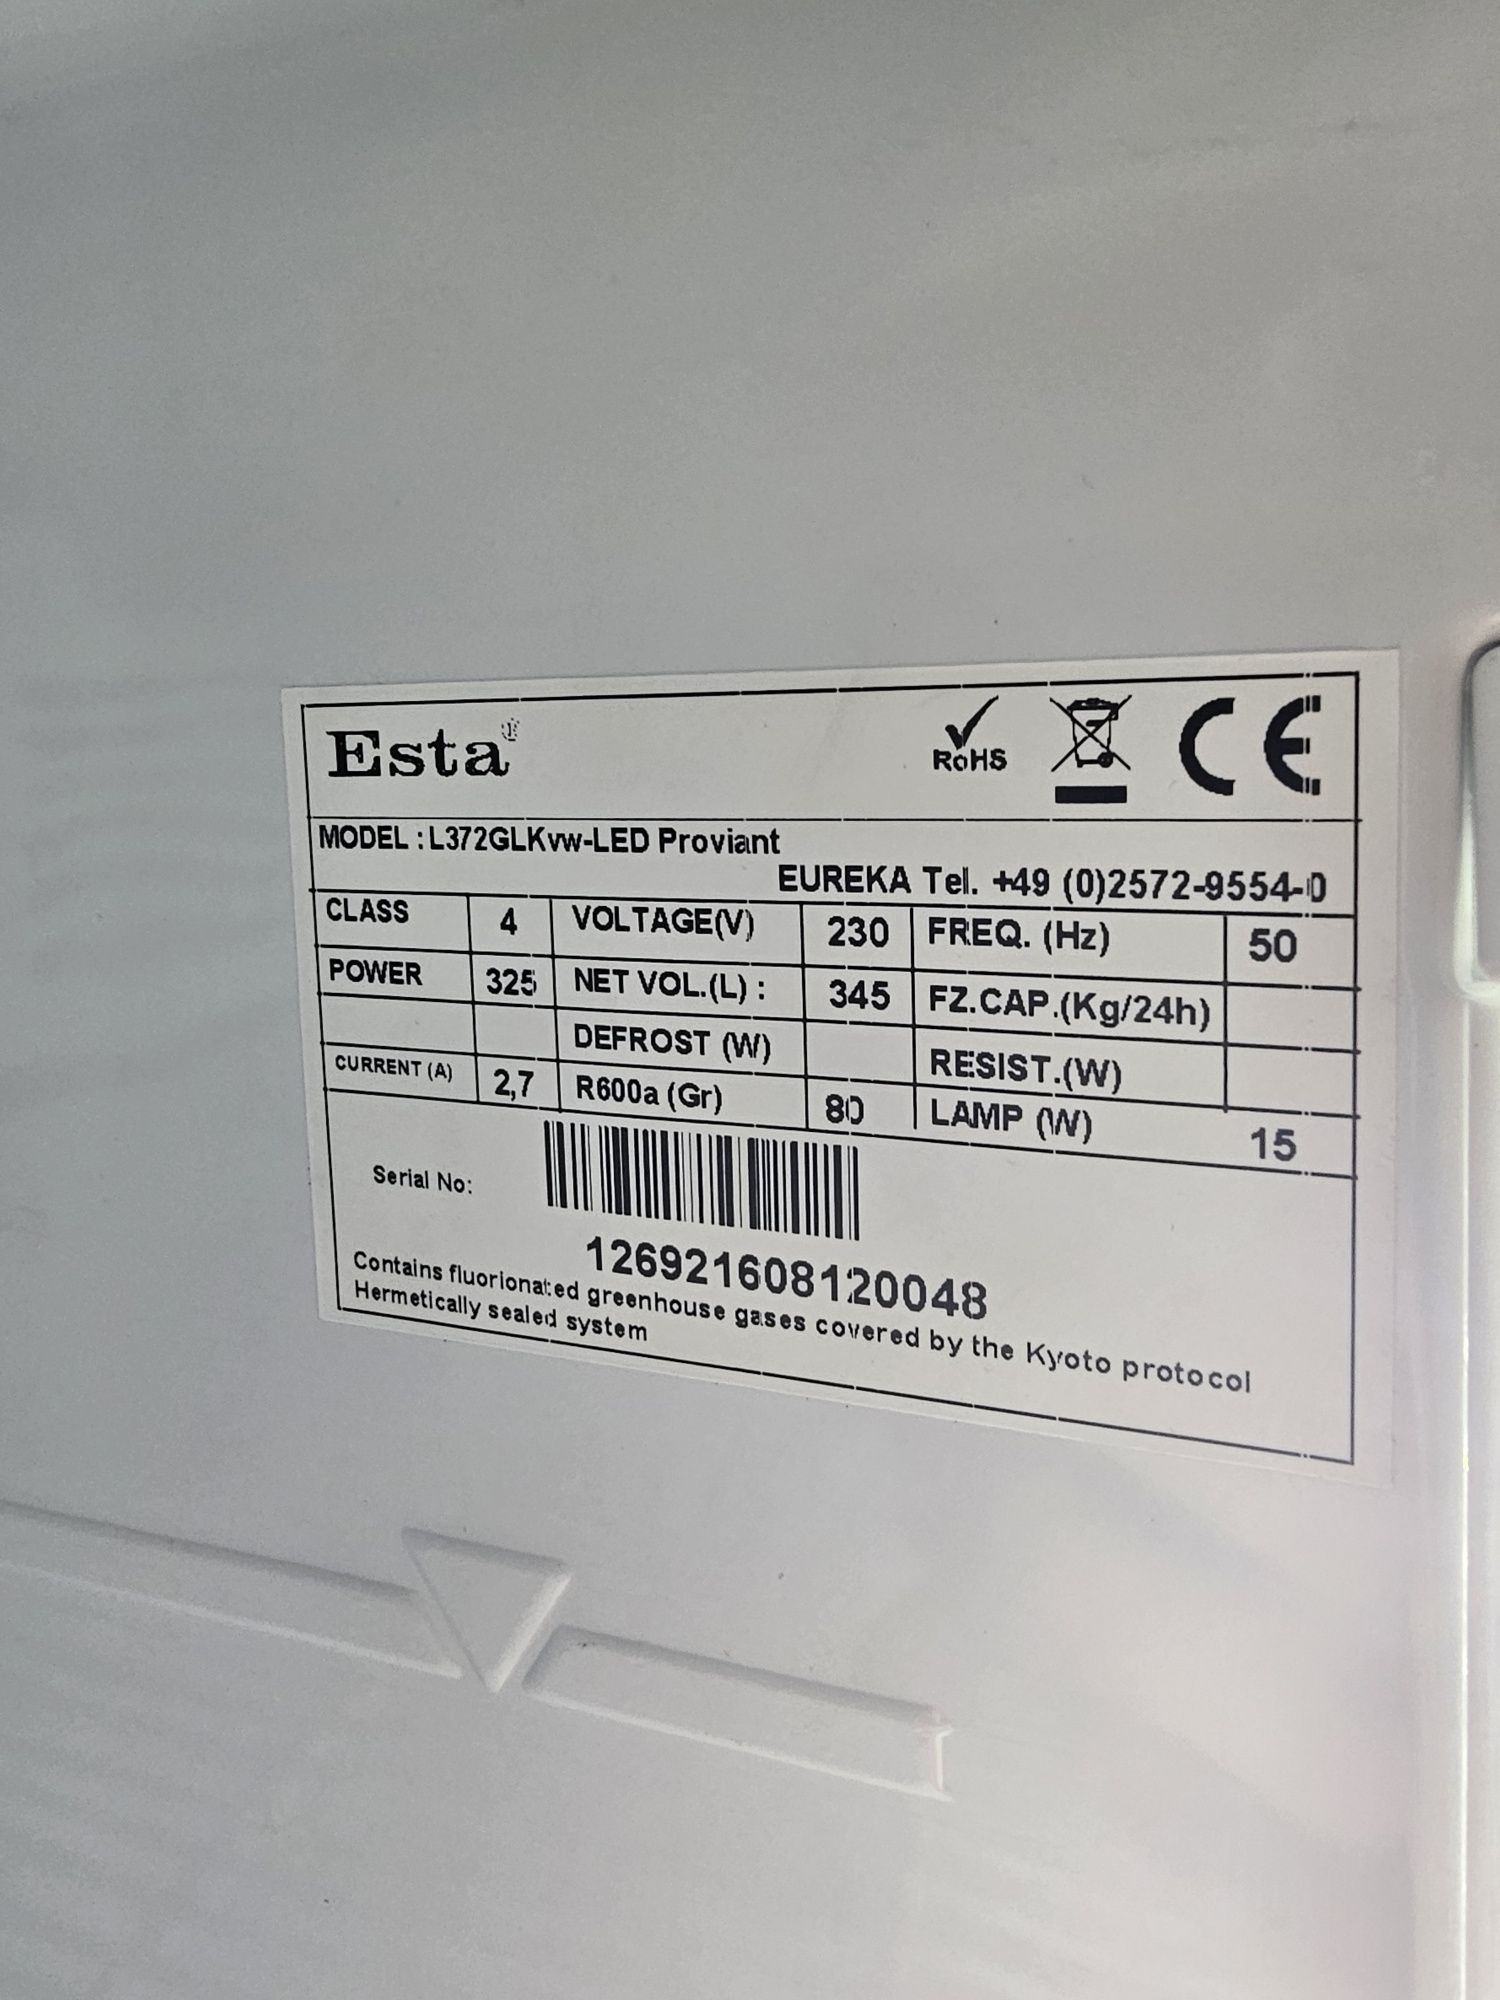 Esta®
RoHS
CE
MODEL : L372GLKvw-LED Proviant
EUREKA Tel. +49 (0)2572-9554-0
CLASS 4 VOLTAGE(V) 230 FREQ. (Hz) 50
POWER 325 NET VOL.(L) : 345 FZ.CAP.(Kg/24h)
DEFROST (W) RESIST.(W)
CURRENT (A) 2,7 R600a (Gr) 80 LAMP (W) 15
Serial No:
126921608120048
Contains fluorionated greenhouse gases covered by the Kyoto protocol
Hermetically sealed system